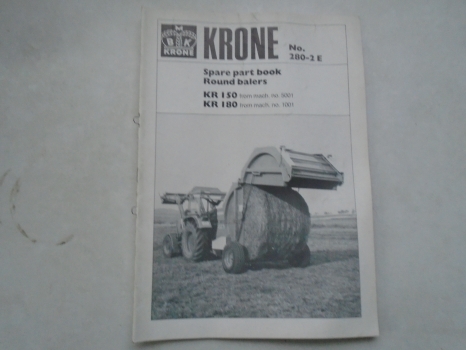 M
B K
KRONE
KRONE
No.
280-2 E
Spare part book
Round balers
KR 150 from mach. no. 5001
KR 180 from mach. no. 1001